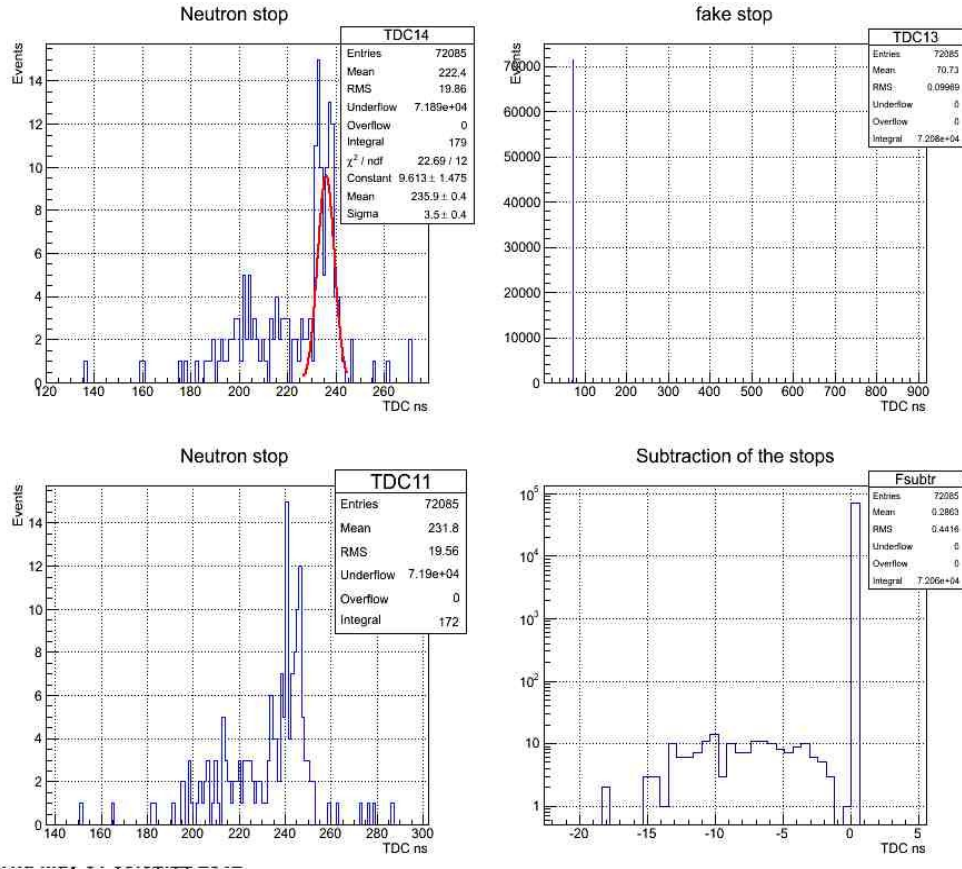 Neutron stop
TDC14
Entries 72085
Mean 222.4
RMS 19.86
Underflow 7.189e+04
Overflow 0
Integral 179
χ² / ndf 22.69 / 12
Constant 9.613 ± 1.475
Mean 235.9 ± 0.4
Sigma 3.5 ± 0.4
Events
14
12
10
8
6
4
2
0
120 140 160 180 200 220 240 260
TDC ns
fake stop
TDC13
Entries 72085
Mean 70.73
RMS 0.09989
Underflow 0
Overflow 0
Integral 7.208e+04
Events
70000
60000
50000
40000
30000
20000
10000
0
100 200 300 400 500 600 700 800 900
TDC ns
Neutron stop
TDC11
Entries 72085
Mean 231.8
RMS 19.56
Underflow 7.19e+04
Overflow 0
Integral 172
Events
14
12
10
8
6
4
2
0
140 160 180 200 220 240 260 280 300
TDC ns
Subtraction of the stops
Fsubtr
Entries 72085
Mean 0.2863
RMS 0.4416
Underflow 0
Overflow 0
Integral 7.206e+04
10⁵
10⁴
10³
10²
10
1
-20 -15 -10 -5 0 5
TDC ns